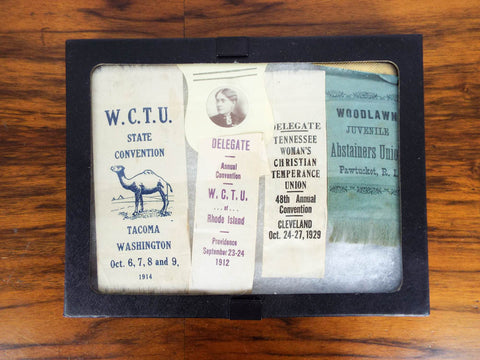 W.C.T.U.
STATE
CONVENTION
TACOMA
WASHINGTON
Oct. 6, 7, 8 and 9,
1914
DELEGATE
Annual
Convention
W. C. T. U.
... of ...
Rhode Island
Providence
September 23-24
1912
DELEGATE
TENNESSEE
WOMAN'S
CHRISTIAN
TEMPERANCE
UNION
48th Annual
Convention
CLEVELAND
Oct. 24-27, 1929
WOODLAWN
JUVENILE
Abstainers Union
Pawtucket, R. I.